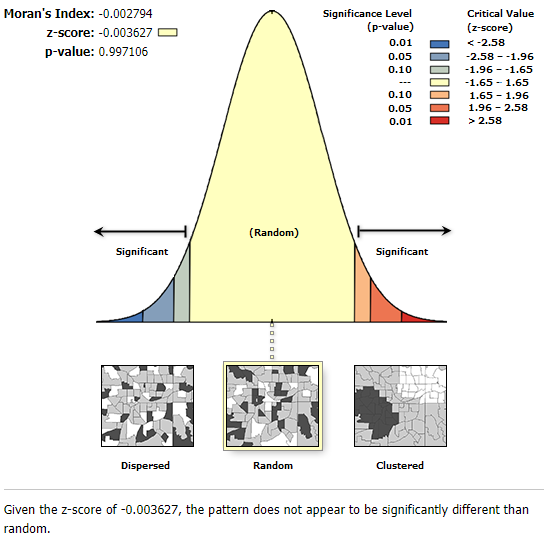 Moran's Index: -0.002794
z-score: -0.003627
p-value: 0.997106
Significance Level
(p-value)
Critical Value
(z-score)
0.01 < -2.58
0.05 -2.58 – -1.96
0.10 -1.96 – -1.65
--- -1.65 – 1.65
0.10 1.65 – 1.96
0.05 1.96 – 2.58
0.01 > 2.58
(Random)
Significant
Significant
Dispersed
Random
Clustered
Given the z-score of -0.003627, the pattern does not appear to be significantly different than
random.